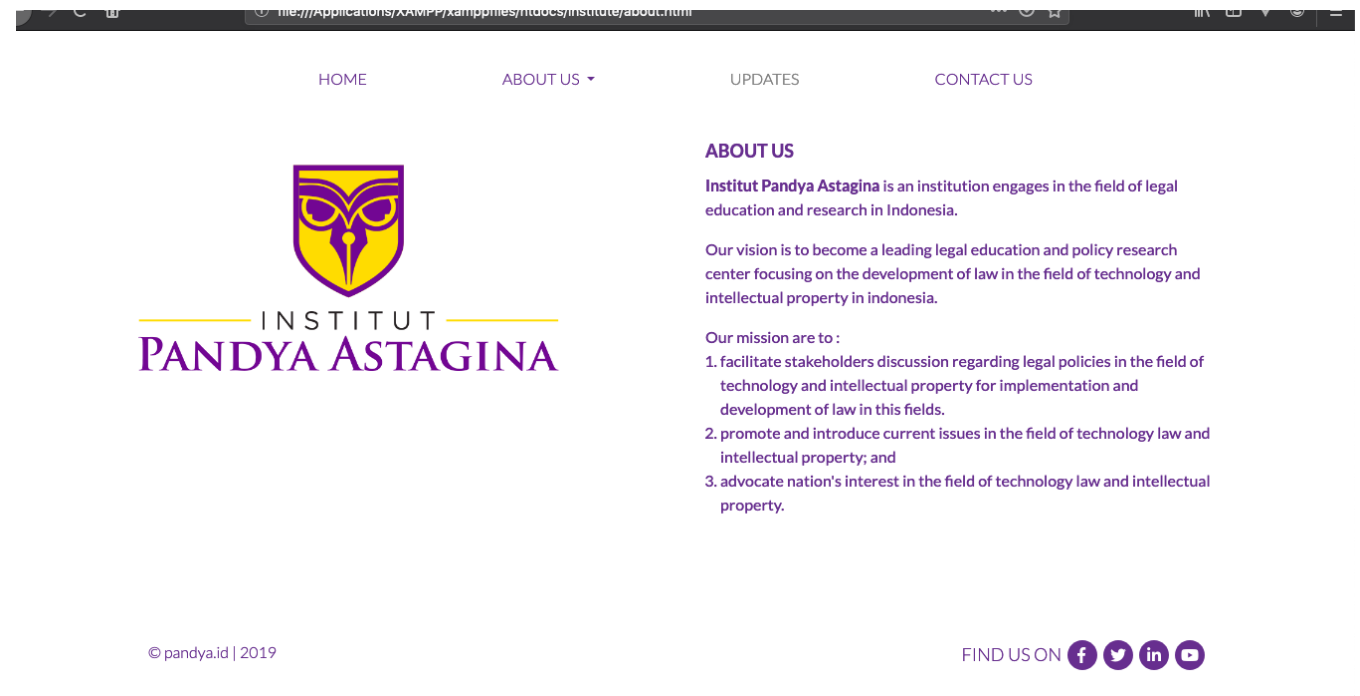 file:///Applications/XAMPP/xamppfiles/htdocs/institute/about.html
HOME
ABOUT US
UPDATES
CONTACT US
INSTITUT
PANDYA ASTAGINA
ABOUT US
Institut Pandya Astagina is an institution engages in the field of legal
education and research in Indonesia.
Our vision is to become a leading legal education and policy research
center focusing on the development of law in the field of technology and
intellectual property in indonesia.
Our mission are to :
1. facilitate stakeholders discussion regarding legal policies in the field of
technology and intellectual property for implementation and
development of law in this fields.
2. promote and introduce current issues in the field of technology law and
intellectual property; and
3. advocate nation's interest in the field of technology law and intellectual
property.
© pandya.id | 2019
FIND US ON